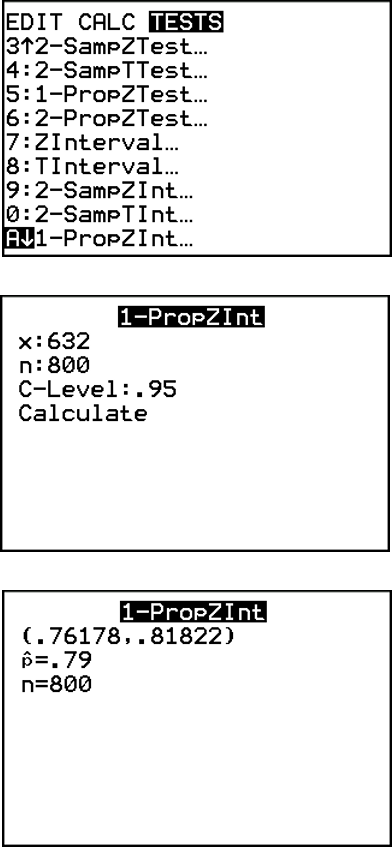 EDIT CALC TESTS
3↑2-SampZTest…
4:2-SampTTest…
5:1-PropZTest…
6:2-PropZTest…
7:ZInterval…
8:TInterval…
9:2-SampZInt…
0:2-SampTInt…
A↓1-PropZInt…
1-PropZInt
x:632
n:800
C-Level:.95
Calculate
1-PropZInt
(.76178,.81822)
p̂=.79
n=800